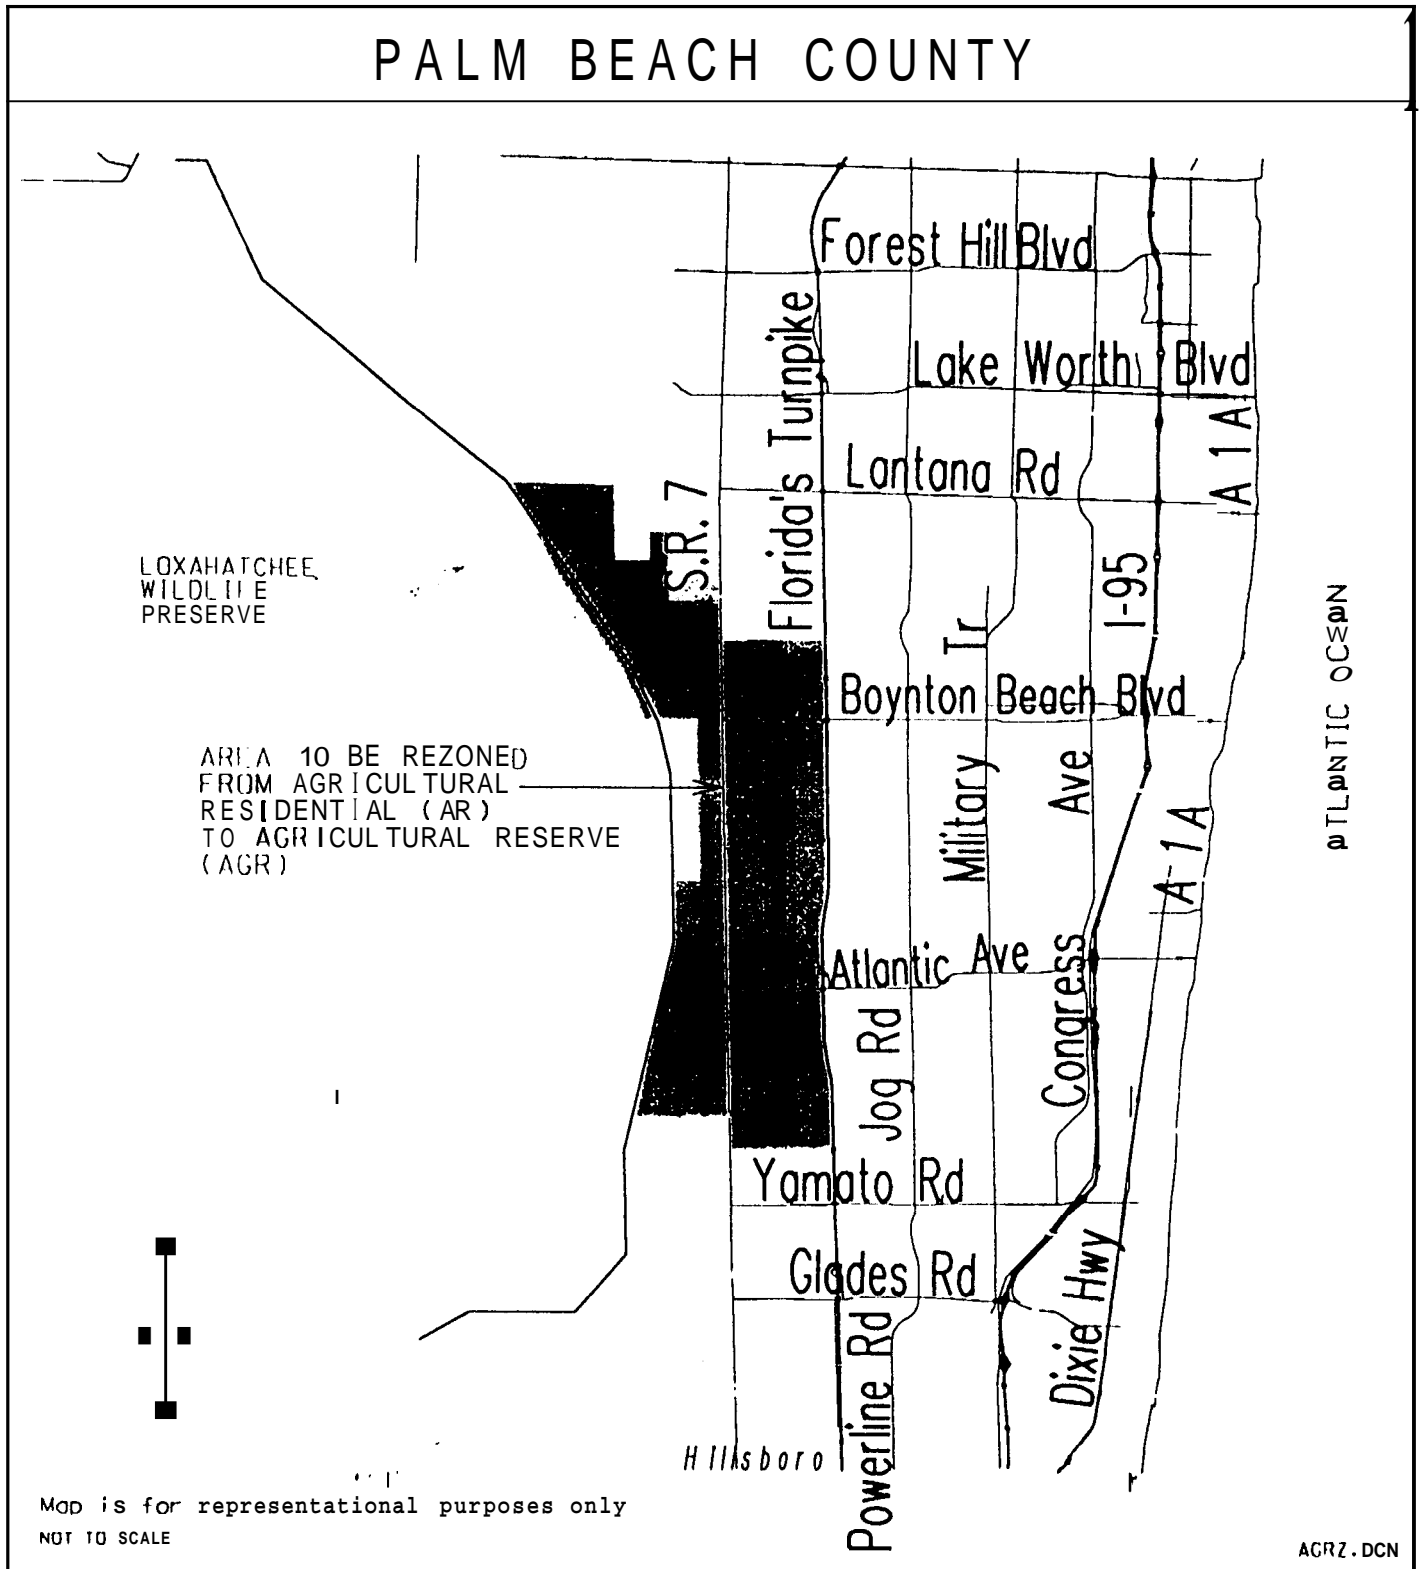 PALM BEACH COUNTY
Forest Hill Blvd
Florida's Turnpike
Lake Worth Blvd
A1A
Lantana Rd
S.R. 7
LOXAHATCHEE
WILDLIFE
PRESERVE
I-95
ATLANTIC OCEAN
Military Tr
Boynton Beach Blvd
AREA TO BE REZONED
FROM AGRICULTURAL
RESIDENTIAL (AR)
TO AGRICULTURAL RESERVE
(AGR)
Congress Ave
A1A
Atlantic Ave
Jog Rd
Yamato Rd
Glades Rd
Dixie Hwy
Powerline Rd
Hillsboro
Map is for representational purposes only
NOT TO SCALE
AGRZ.DGN